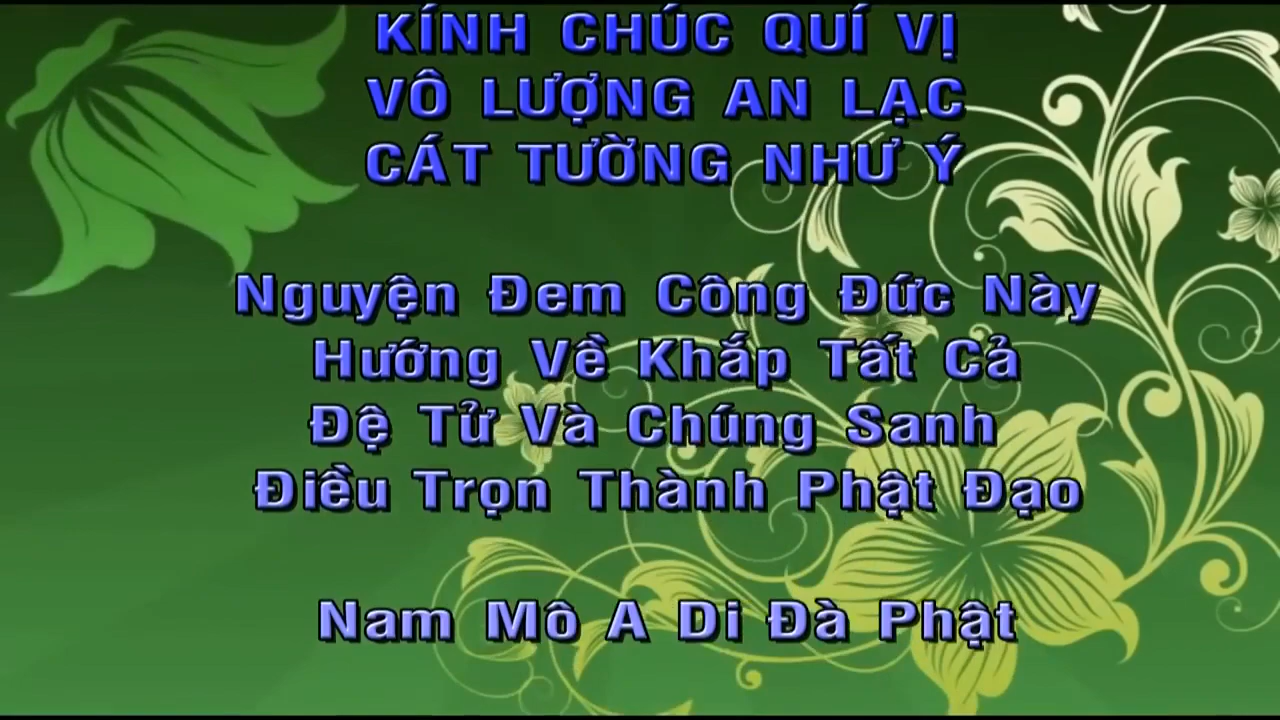 KÍNH CHÚC QUÍ VỊ
VÔ LƯỢNG AN LẠC
CÁT TƯỜNG NHƯ Ý
Nguyện Đem Công Đức Này
Hướng Về Khắp Tất Cả
Đệ Tử Và Chúng Sanh
Điều Trọn Thành Phật Đạo
Nam Mô A Di Đà Phật